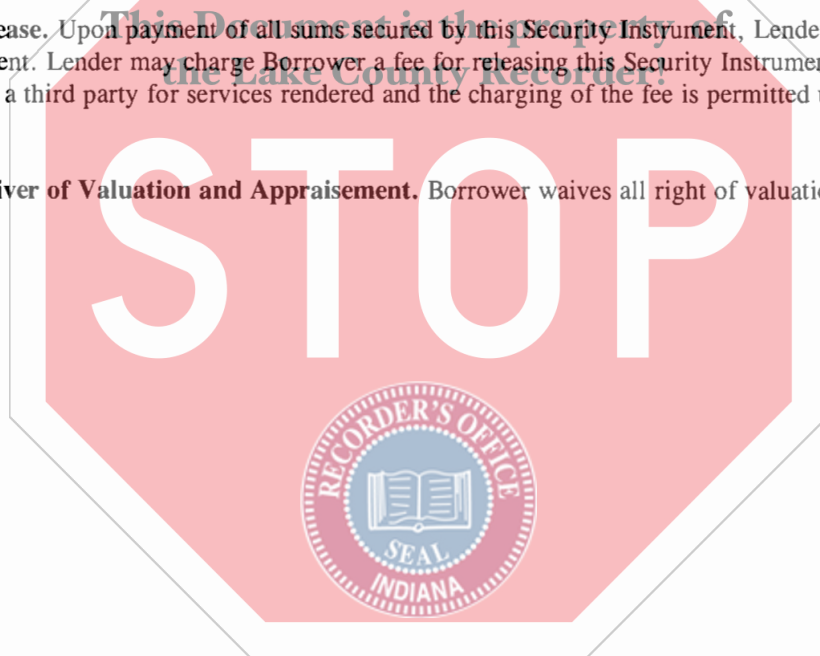 This Document is the property of
ease. Upon payment of all sums secured by this Security Instrument, Lende
ent. Lender may charge Borrower a fee for releasing this Security Instrumen
the Lake County Recorder!
a third party for services rendered and the charging of the fee is permitted
iver of Valuation and Appraisement. Borrower waives all right of valuatio
STOP
RECORDER'S OFFICE
SEAL
INDIANA